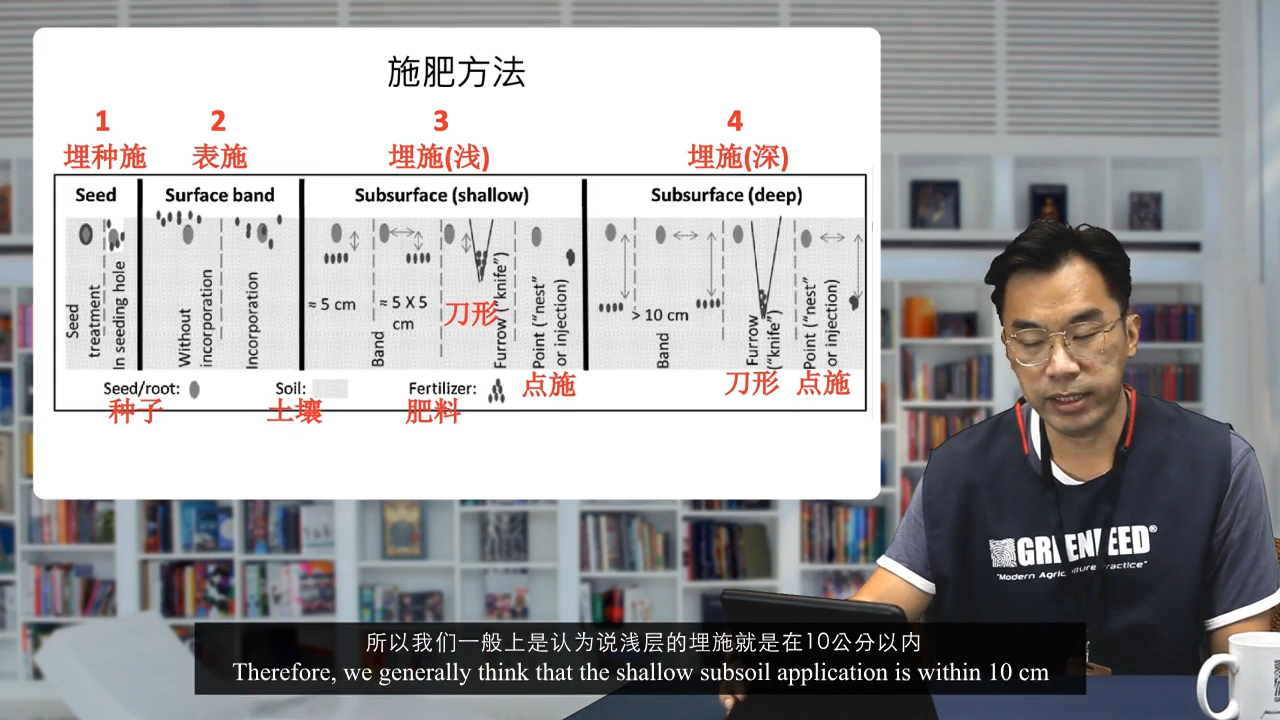 施肥方法
1
埋种施
2
表施
3
埋施(浅)
4
埋施(深)
Seed
Surface band
Subsurface (shallow)
Subsurface (deep)
Seed treatment
In seeding hole
Without incorporation
Incorporation
≈ 5 cm
≈ 5 X 5 cm
Band
刀形
Furrow ("knife")
Point ("nest" or injection)
> 10 cm
Band
Furrow ("knife")
Point ("nest" or injection)
点施
刀形
点施
Seed/root:
Soil:
Fertilizer:
种子
土壤
肥料
GREENFEED®
"Modern Agriculture Practice"
所以我们一般上是认为说浅层的埋施就是在10公分以内
Therefore, we generally think that the shallow subsoil application is within 10 cm